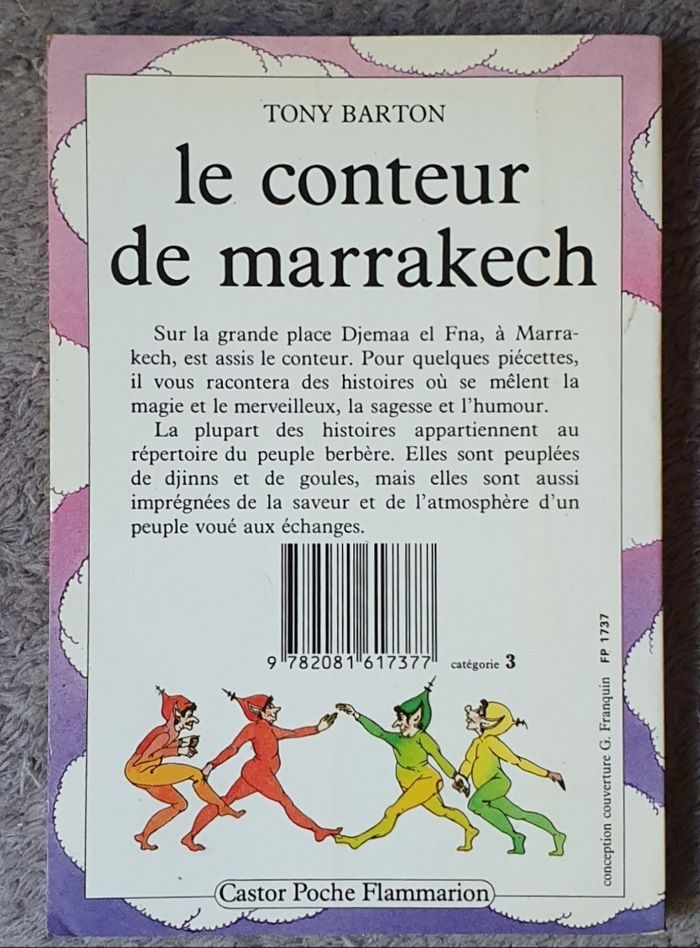 TONY BARTON
le conteur
de marrakech
Sur la grande place Djemaa el Fna, à Marra-
kech, est assis le conteur. Pour quelques piécettes,
il vous racontera des histoires où se mêlent la
magie et le merveilleux, la sagesse et l'humour.
La plupart des histoires appartiennent au
répertoire du peuple berbère. Elles sont peuplées
de djinns et de goules, mais elles sont aussi
imprégnées de la saveur et de l'atmosphère d'un
peuple voué aux échanges.
9 782081 617377
catégorie 3
conception couverture G. Franquin FP 1737
Castor Poche Flammarion